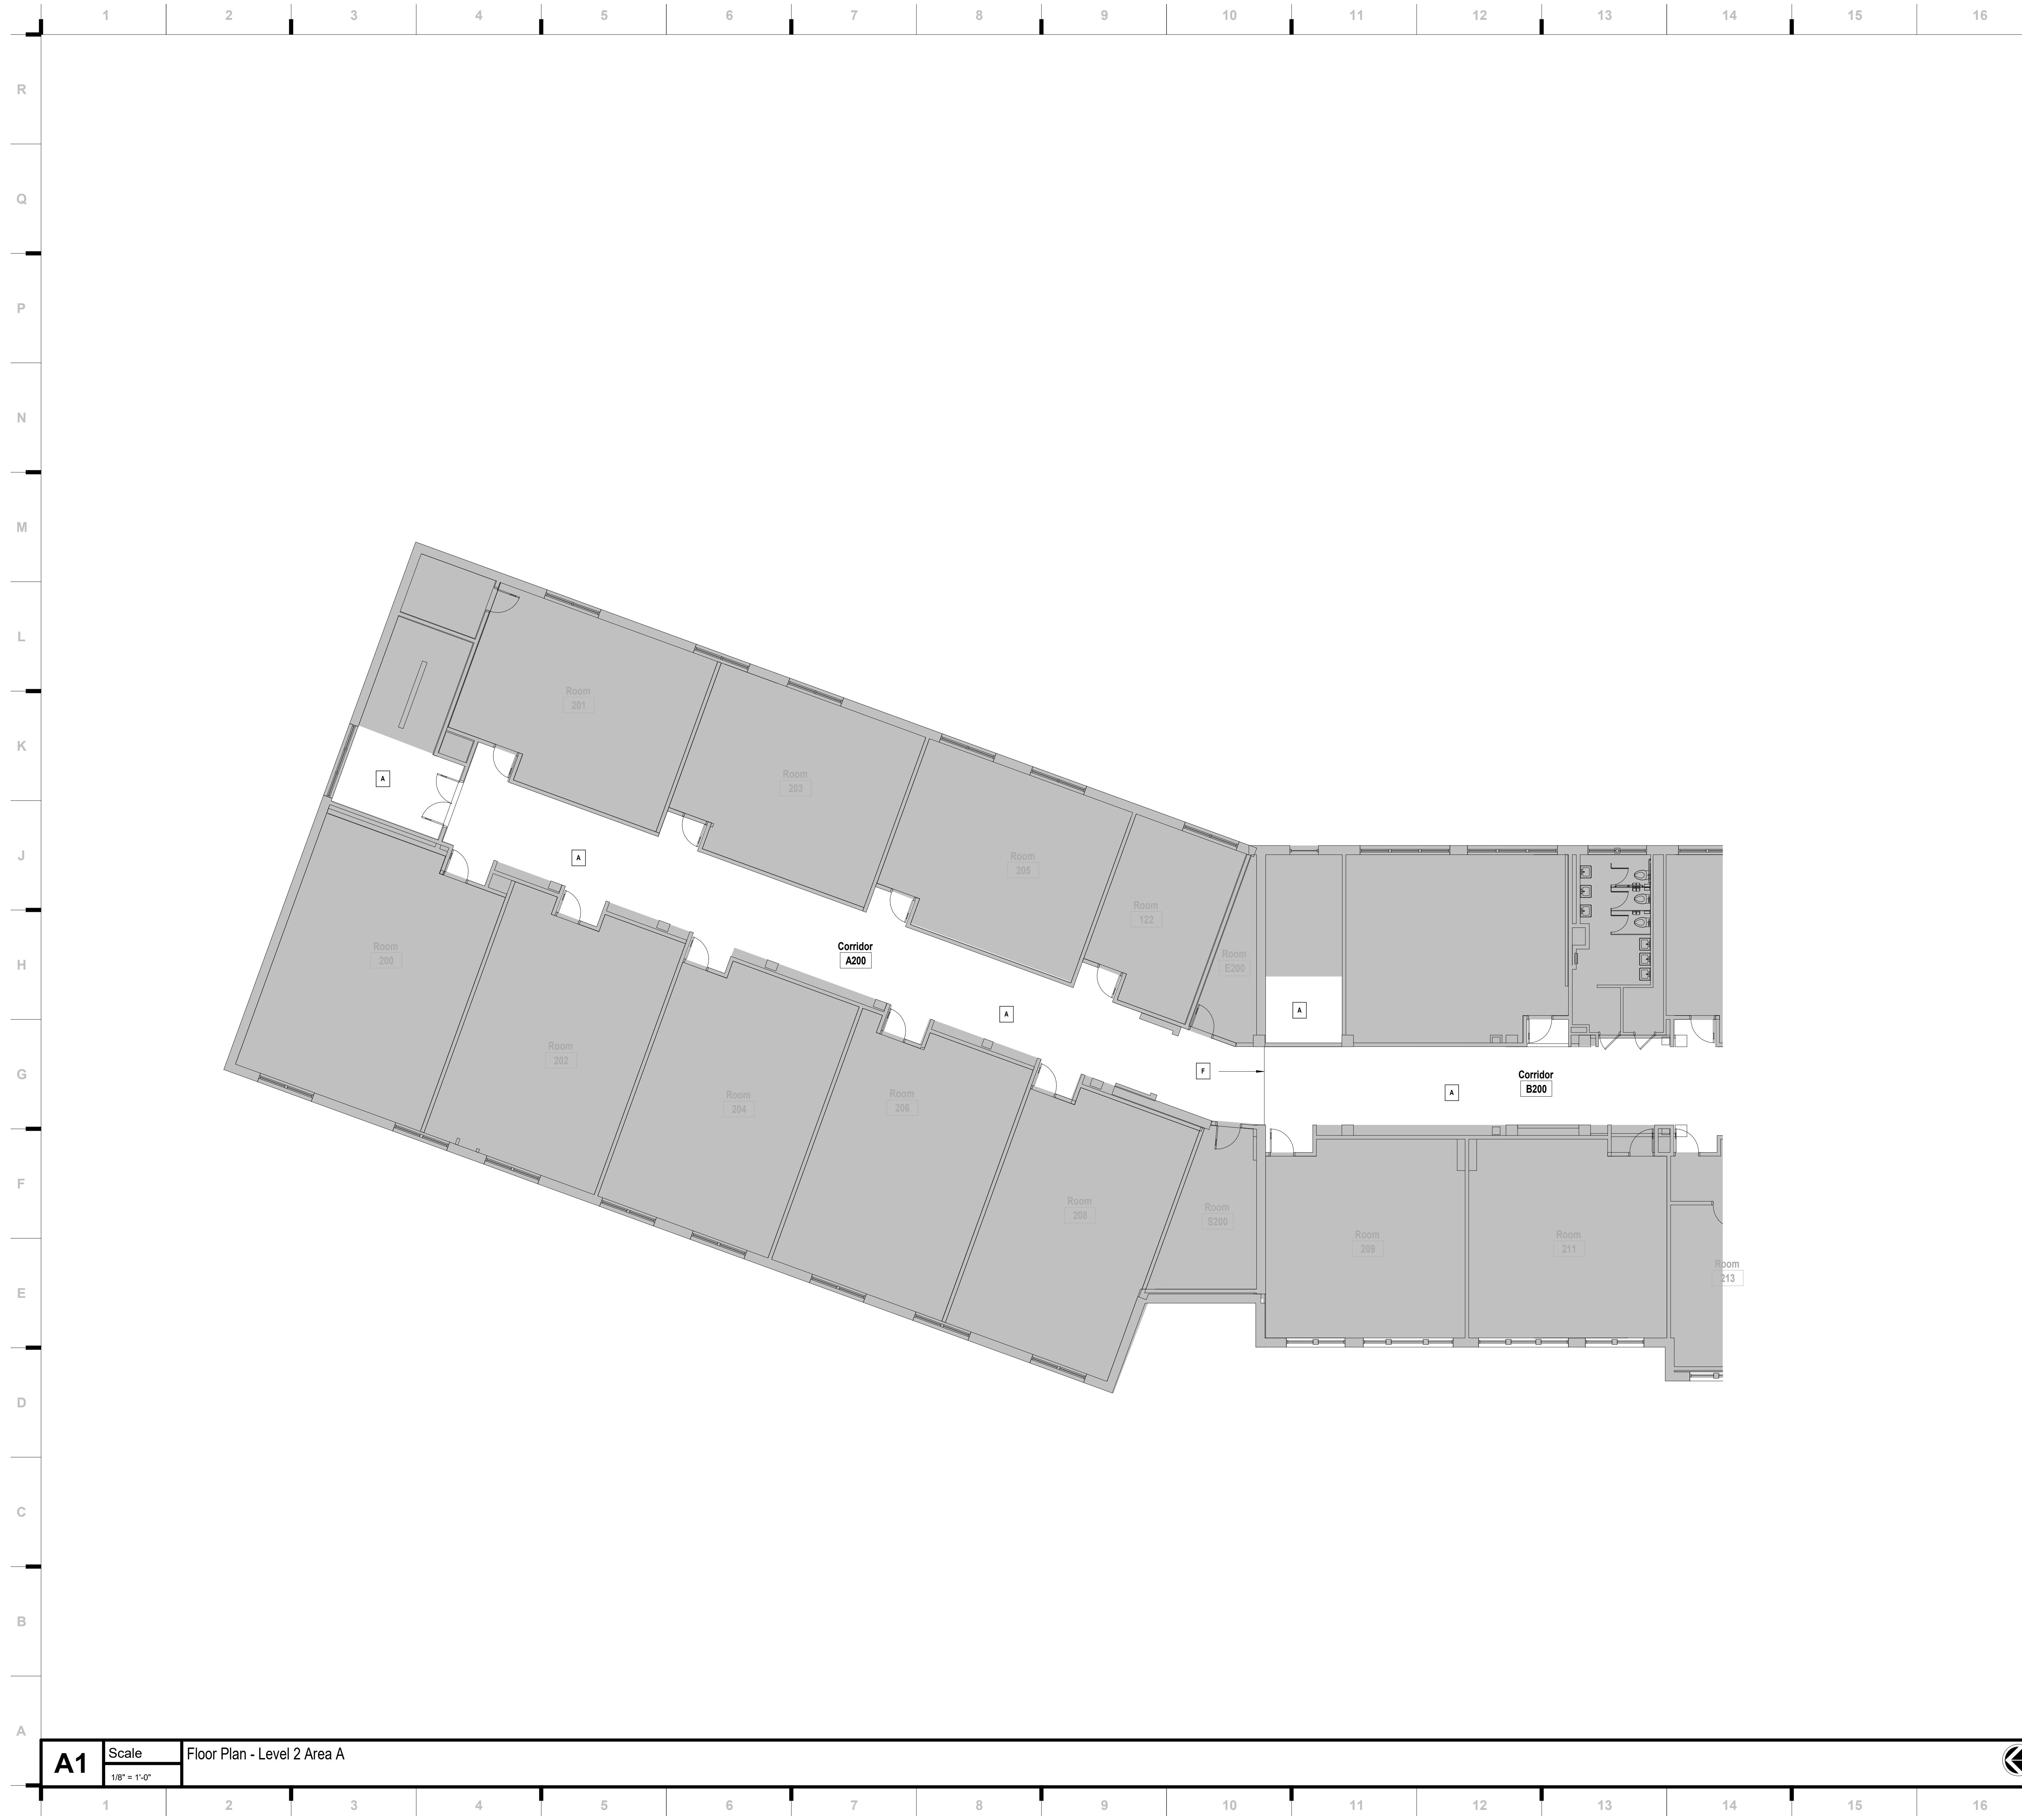 1 2 3 4 5 6 7 8 9 10 11 12 13 14 15 16
R
Q
P
N
M
L
K
J
H
G
F
E
D
C
B
A
Room
201
Room
203
A
Room
205
A
Room
122
Room
200
Corridor
A200
Room
E200
A
A
Room
202
F
Corridor
B200
A
Room
204
Room
206
Room
208
Room
S200
Room
209
Room
211
Room
213
A1
Scale
1/8" = 1'-0"
Floor Plan - Level 2 Area A
1 2 3 4 5 6 7 8 9 10 11 12 13 14 15 16